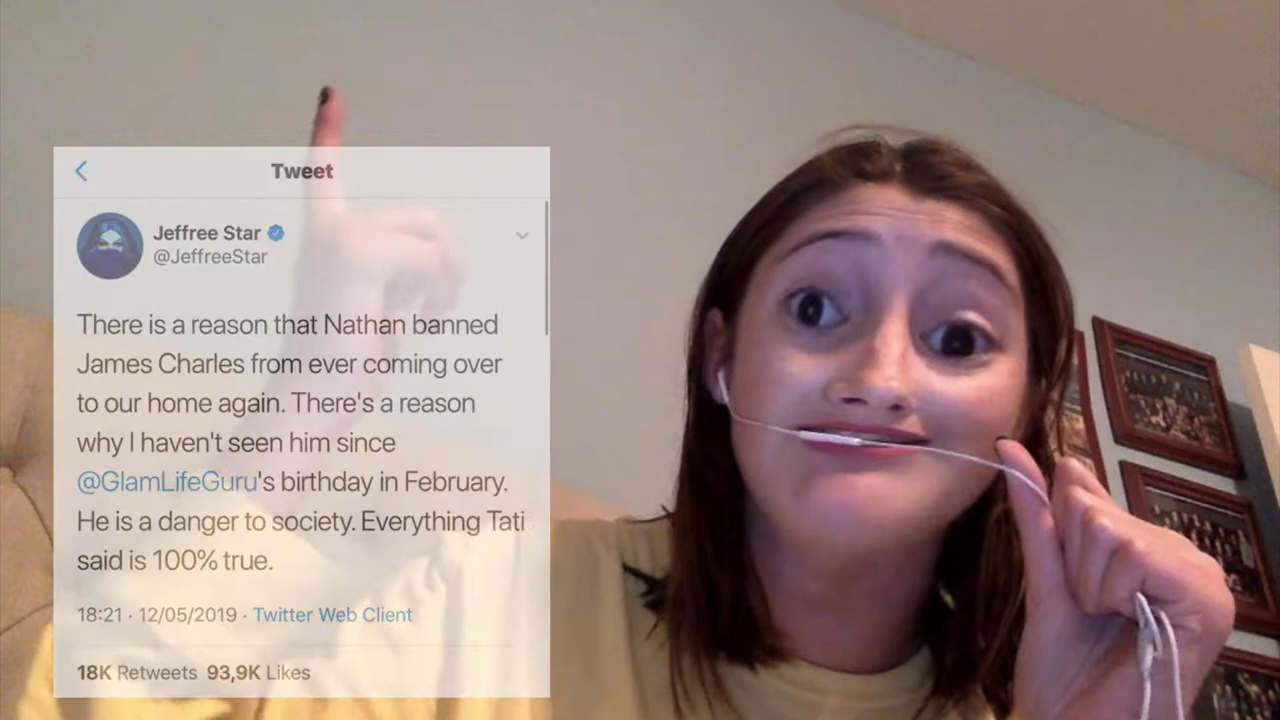 Tweet
Jeffree Star
@JeffreeStar
There is a reason that Nathan banned
James Charles from ever coming over
to our home again. There's a reason
why I haven't seen him since
@GlamLifeGuru's birthday in February.
He is a danger to society. Everything Tati
said is 100% true.
18:21 · 12/05/2019 · Twitter Web Client
18K Retweets 93,9K Likes